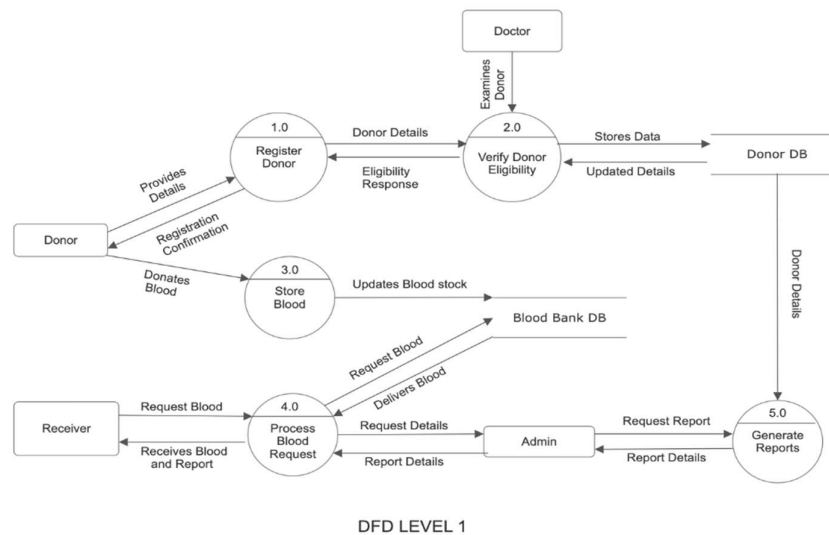 Doctor
Examines
Donor
1.0
Register
Donor
Donor Details
Eligibility
Response
2.0
Verify Donor
Eligibility
Stores Data
Updated Details
Donor DB
Provides
Details
Registration
Confirmation
Donor
Donates
Blood
3.0
Store
Blood
Updates Blood stock
Blood Bank DB
Donor Details
Request Blood
Delivers Blood
Receiver
Request Blood
Receives Blood
and Report
4.0
Process
Blood
Request
Request Details
Report Details
Admin
Request Report
Report Details
5.0
Generate
Reports
DFD LEVEL 1